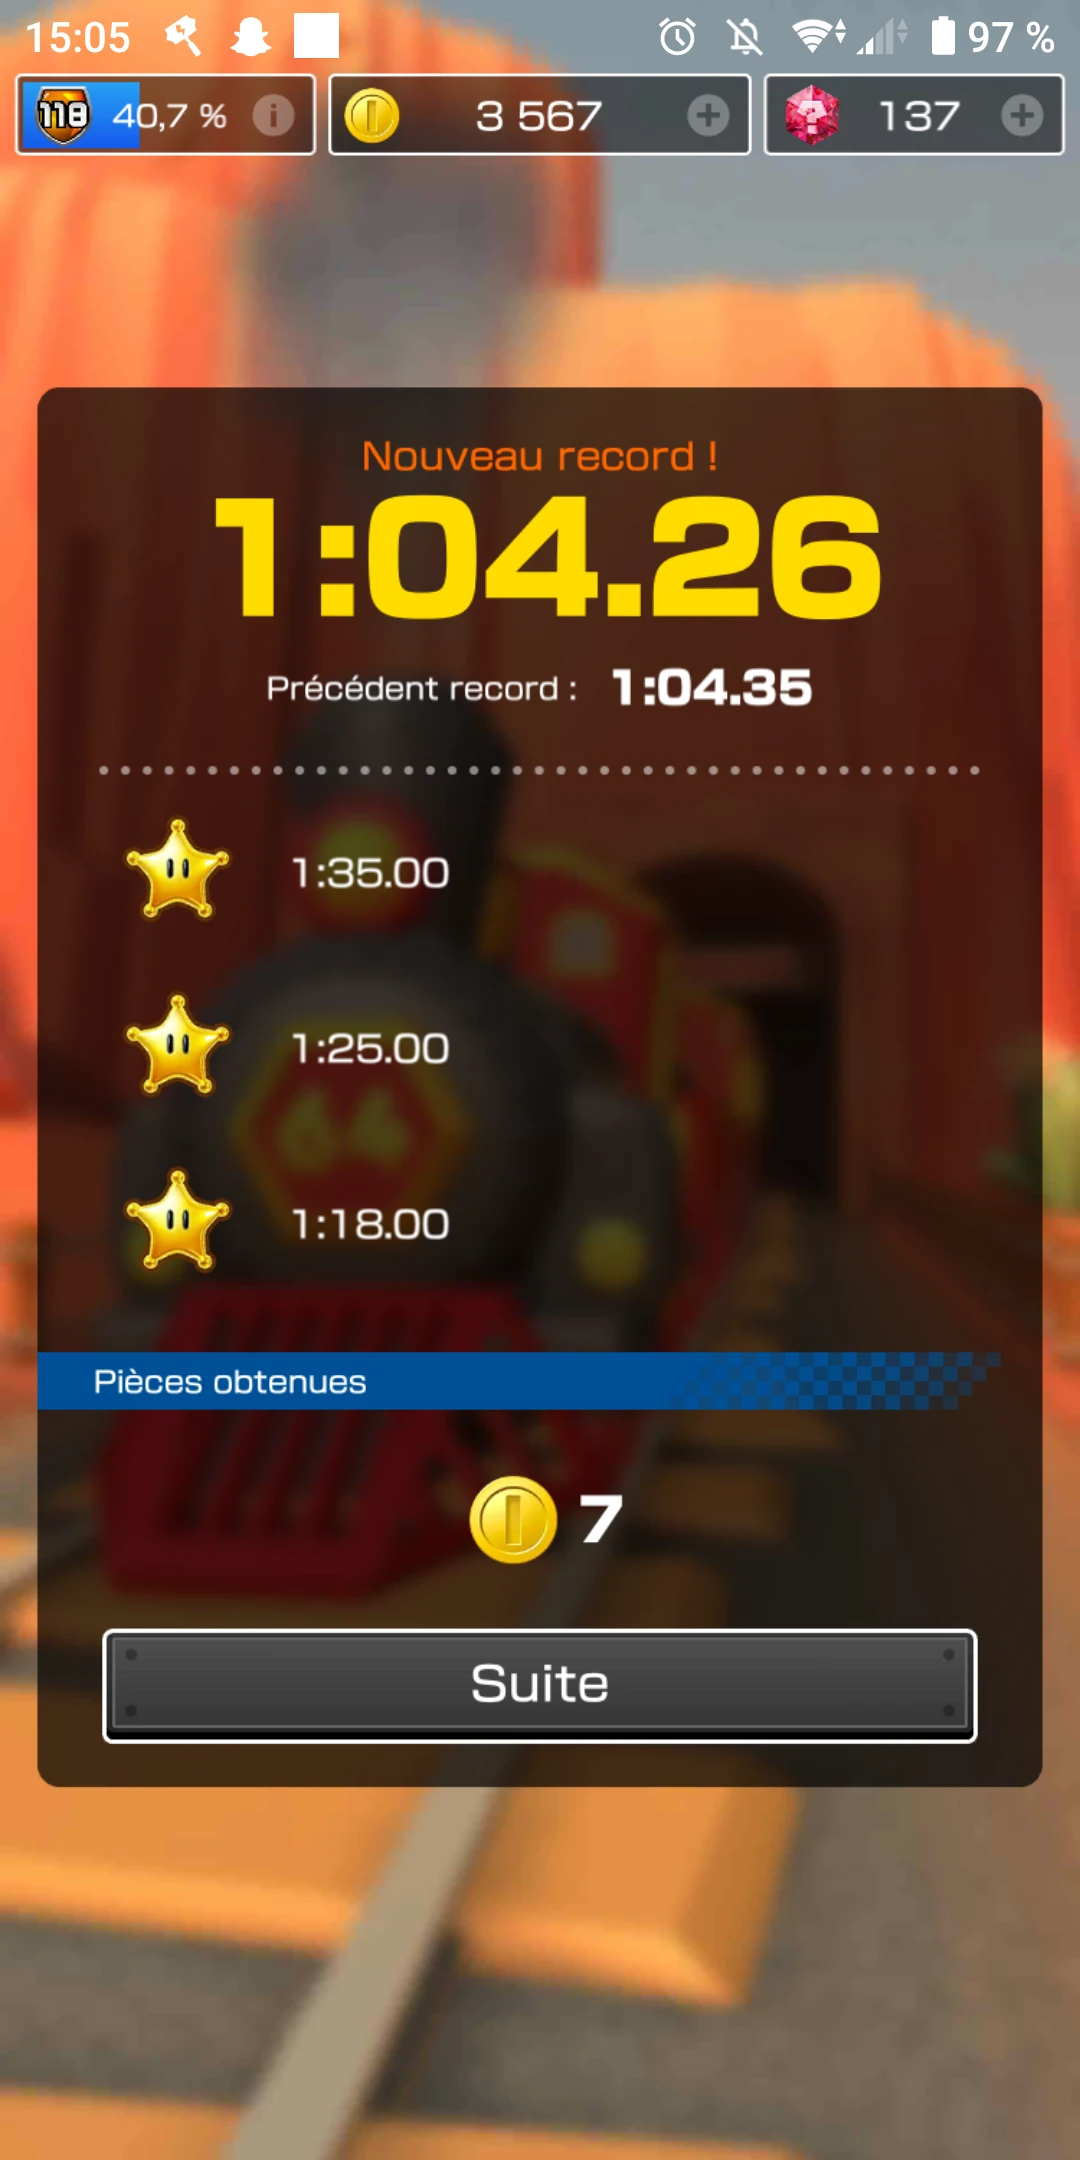 15:05 97 %
118 40,7 % i 3 567 + ? 137 +
Nouveau record !
1:04.26
Précédent record : 1:04.35
1:35.00
1:25.00
64
1:18.00
Pièces obtenues
7
Suite